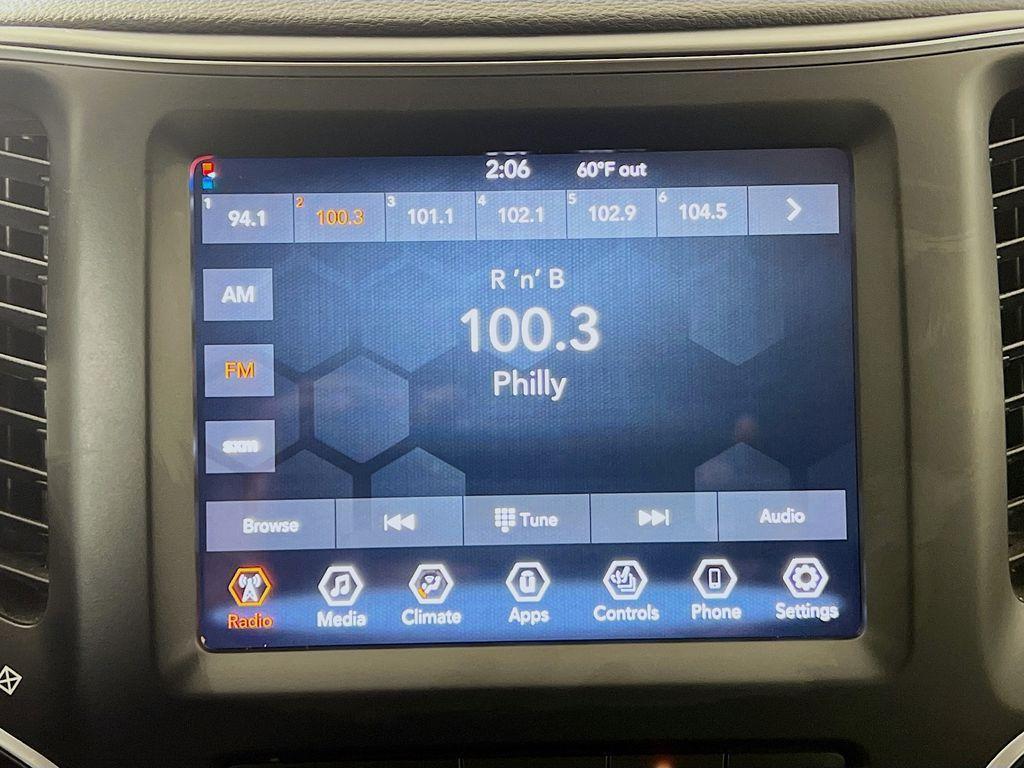 2:06 60°F out
1 94.1 2 100.3 3 101.1 4 102.1 5 102.9 6 104.5
R 'n' B
AM
100.3
Philly
FM
sxm
Browse Tune Audio
Radio Media Climate Apps Controls Phone Settings